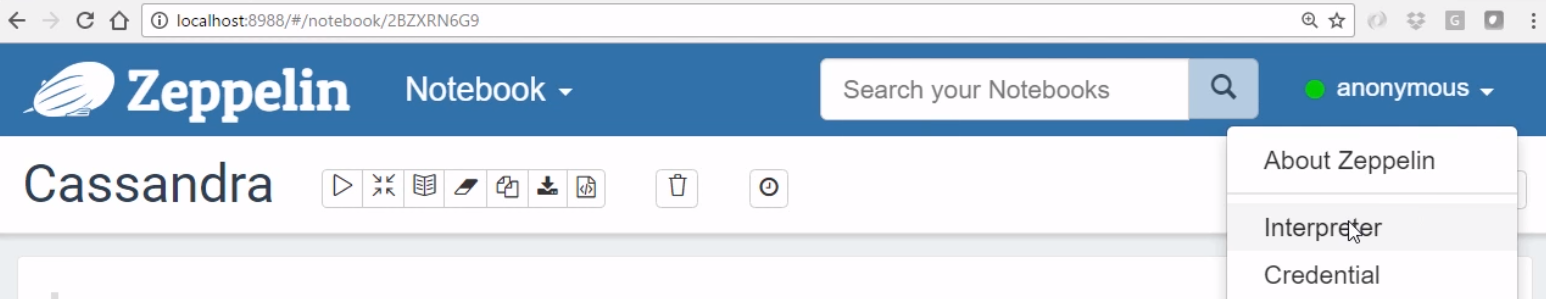 localhost:8988/#/notebook/2BZXRN6G9
Zeppelin Notebook Search your Notebooks anonymous
About Zeppelin
Cassandra
Interpreter
Credential